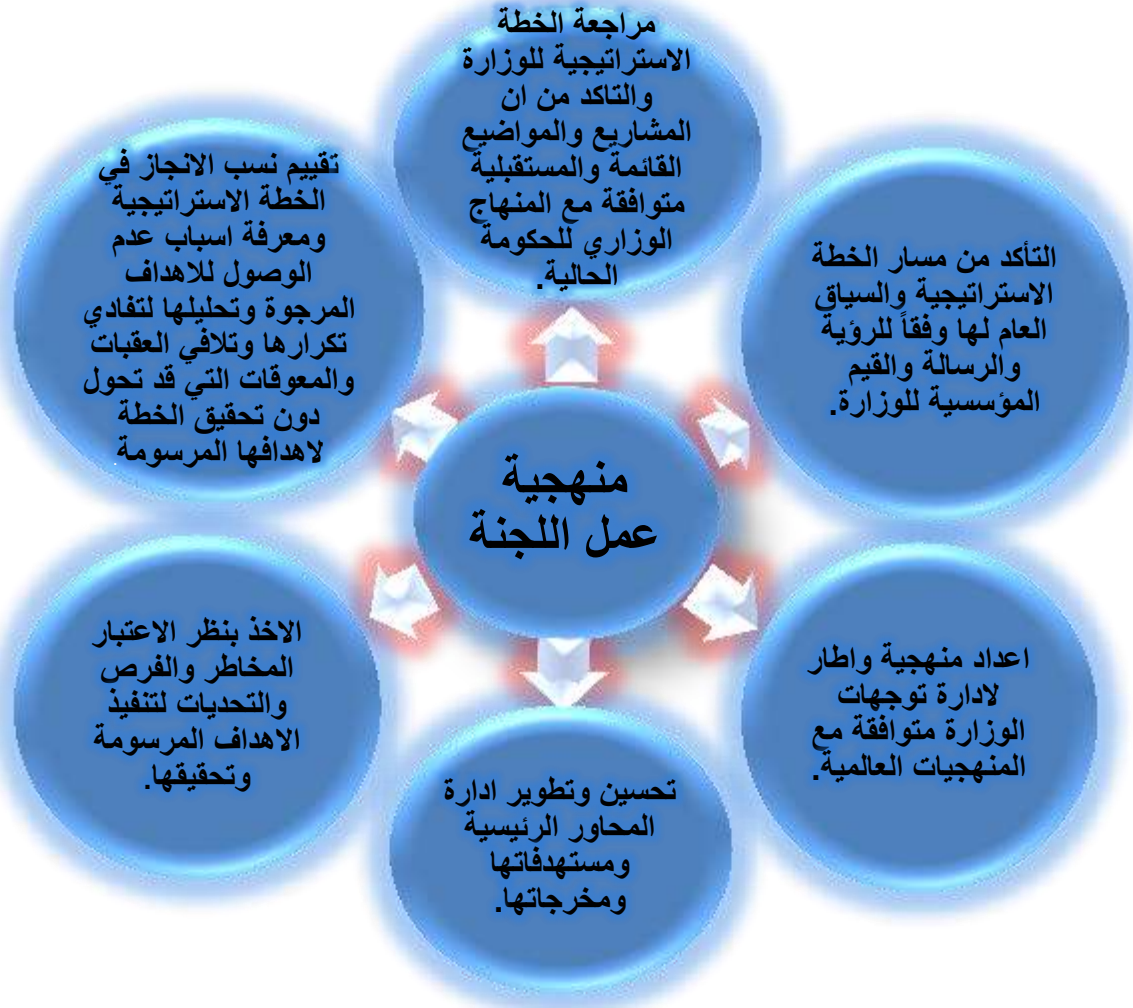 مراجعة الخطة
الاستراتيجية للوزارة
والتاكد من ان
المشاريع والمواضيع
القائمة والمستقبلية
متوافقة مع المنهاج
الوزاري للحكومة
الحالية.
التأكد من مسار الخطة
الاستراتيجية والسياق
العام لها وفقاً للرؤية
والرسالة والقيم
المؤسسية للوزارة.
اعداد منهجية واطار
لادارة توجهات
الوزارة متوافقة مع
المنهجيات العالمية.
تحسين وتطوير ادارة
المحاور الرئيسية
ومستهدفاتها
ومخرجاتها.
الاخذ بنظر الاعتبار
المخاطر والفرص
والتحديات لتنفيذ
الاهداف المرسومة
وتحقيقها.
تقييم نسب الانجاز في
الخطة الاستراتيجية
ومعرفة اسباب عدم
الوصول للاهداف
المرجوة وتحليلها لتفادي
تكرارها وتلافي العقبات
والمعوقات التي قد تحول
دون تحقيق الخطة
لاهدافها المرسومة
.
منهجية
عمل اللجنة